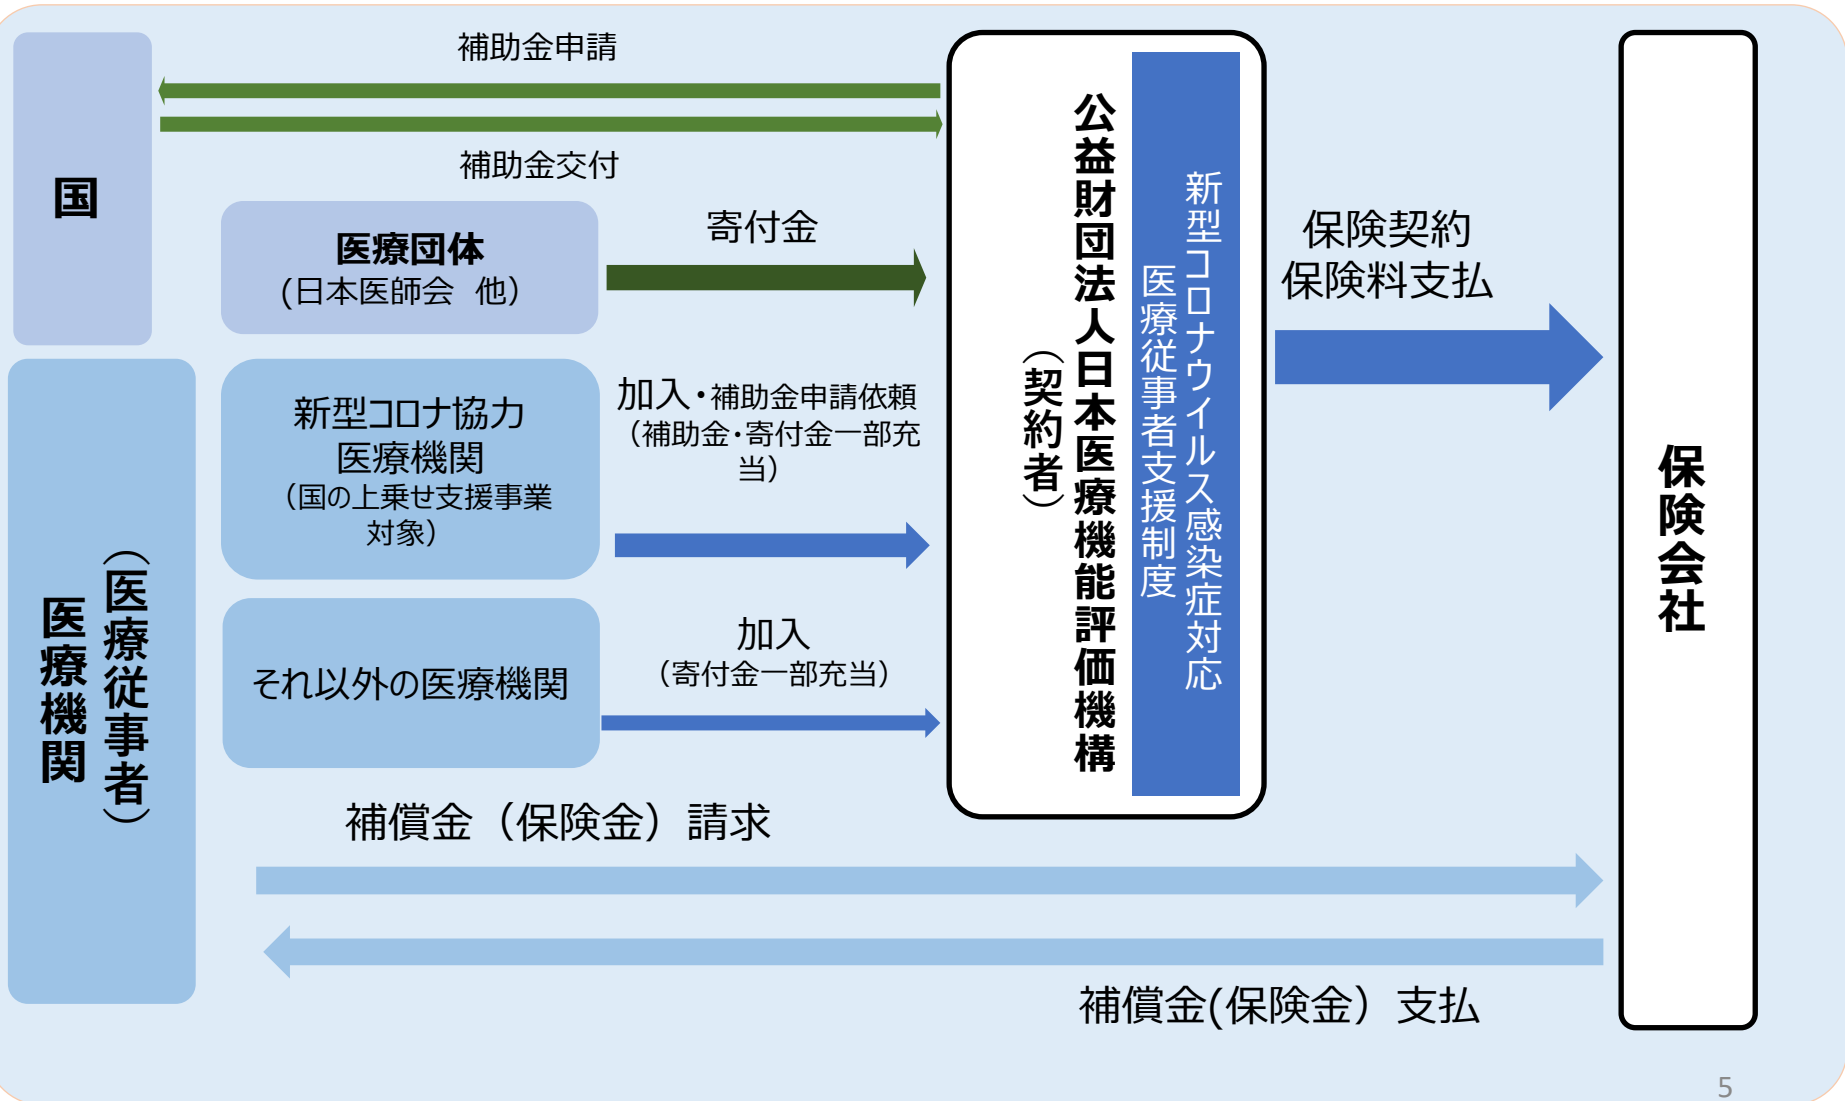 補助金申請
補助金交付
国
医療団体
(日本医師会　他）
寄付金
新型コロナ協力
医療機関
（国の上乗せ支援事業
対象）
加入・補助金申請依頼
（補助金・寄付金一部充
当）
それ以外の医療機関
加入
（寄付金一部充当）
医療機関
（医療従事者）
新型コロナウイルス感染症対応
医療従事者支援制度
公益財団法人日本医療機能評価機構
（契約者）
保険契約
保険料支払
保険会社
補償金（保険金）請求
補償金(保険金）支払
5